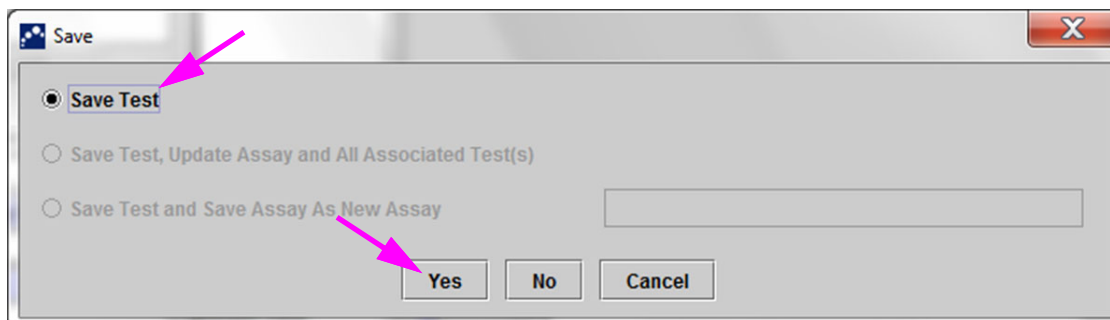 Save
Save Test
Save Test, Update Assay and All Associated Test(s)
Save Test and Save Assay As New Assay
Yes No Cancel